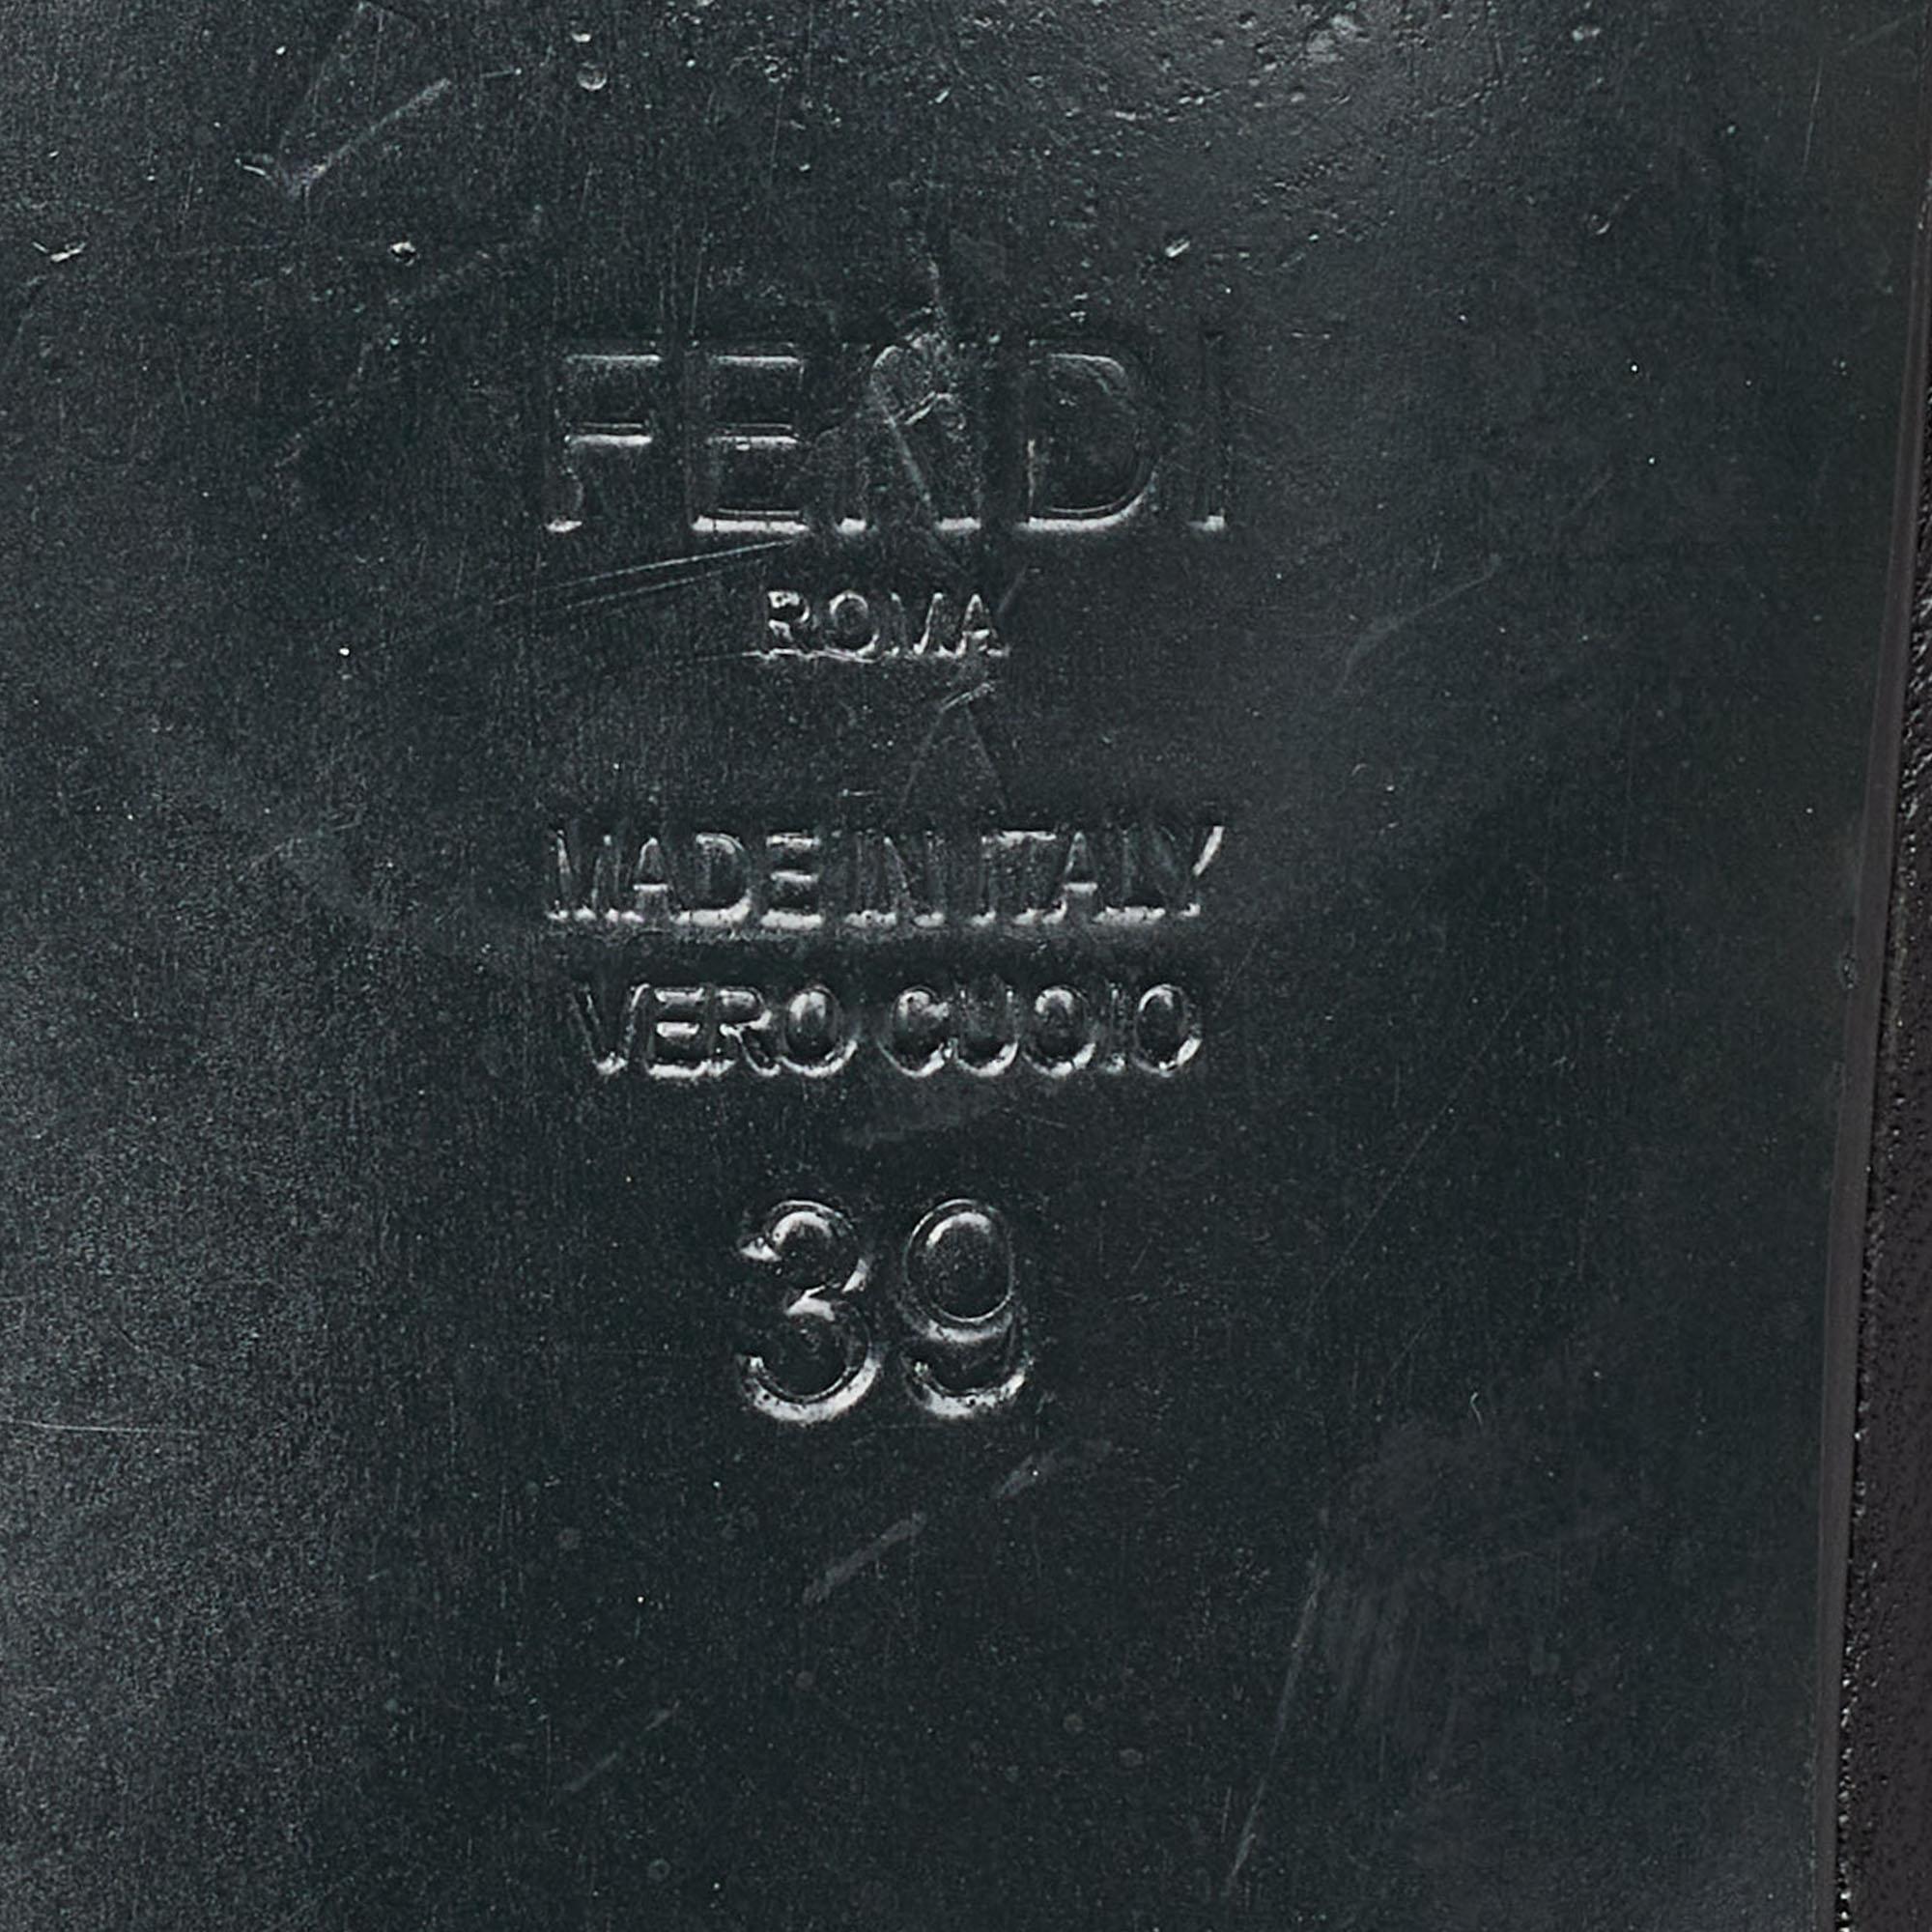 FENDI
ROMA
MADE IN ITALY
VERO CUOIO
39